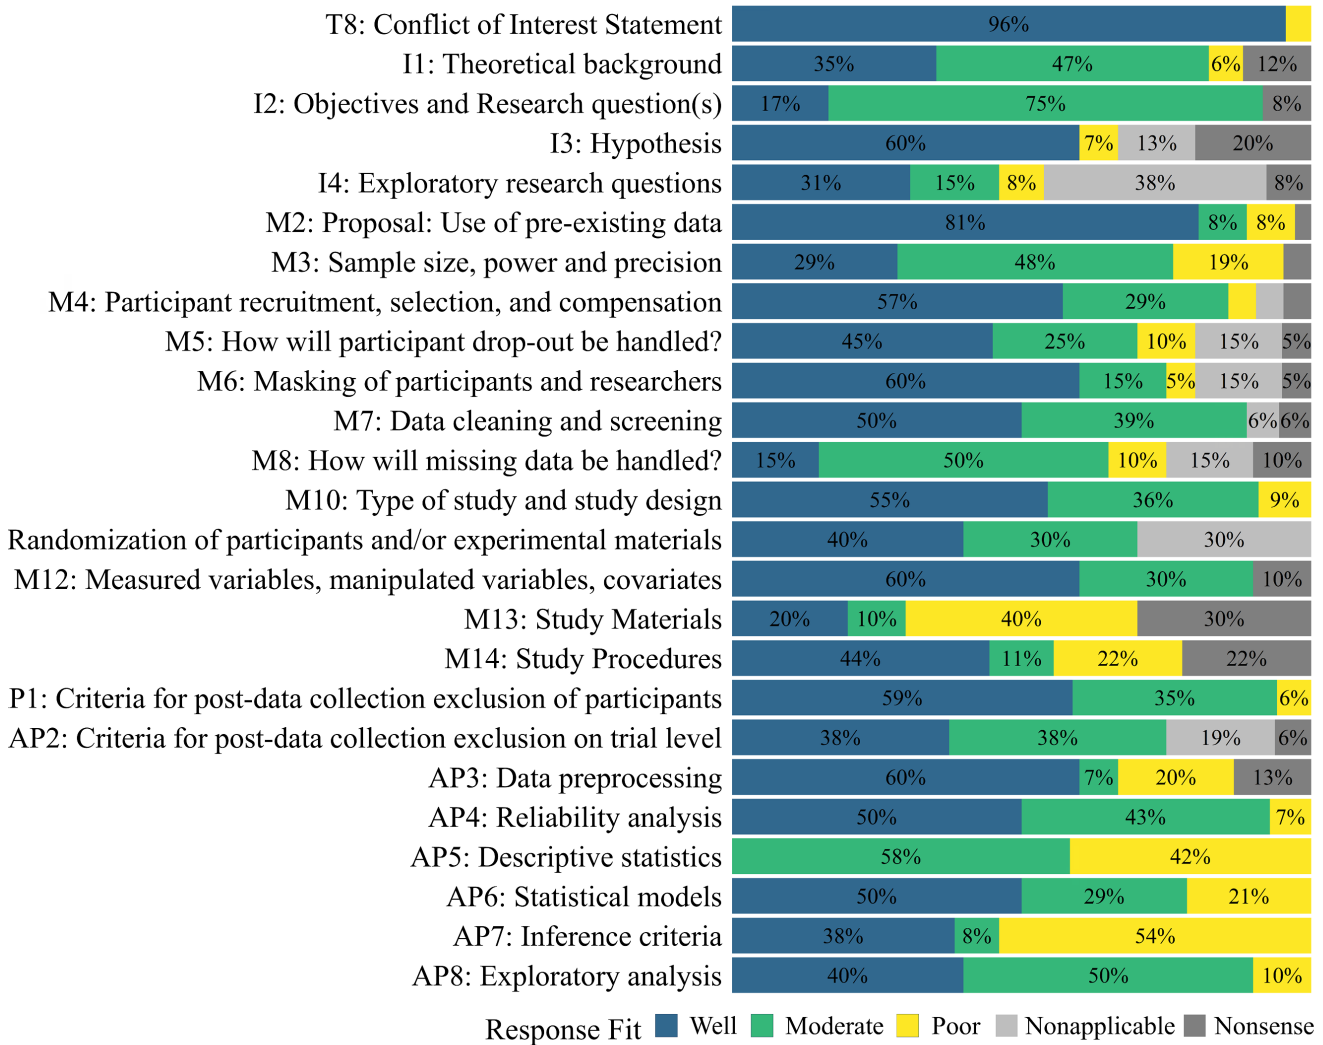 T8: Conflict of Interest Statement 96%
I1: Theoretical background 35% 47% 6% 12%
I2: Objectives and Research question(s) 17% 75% 8%
I3: Hypothesis 60% 7% 13% 20%
I4: Exploratory research questions 31% 15% 8% 38% 8%
M2: Proposal: Use of pre-existing data 81% 8% 8%
M3: Sample size, power and precision 29% 48% 19%
M4: Participant recruitment, selection, and compensation 57% 29%
M5: How will participant drop-out be handled? 45% 25% 10% 15% 5%
M6: Masking of participants and researchers 60% 15% 5% 15% 5%
M7: Data cleaning and screening 50% 39% 6% 6%
M8: How will missing data be handled? 15% 50% 10% 15% 10%
M10: Type of study and study design 55% 36% 9%
Randomization of participants and/or experimental materials 40% 30% 30%
M12: Measured variables, manipulated variables, covariates 60% 30% 10%
M13: Study Materials 20% 10% 40% 30%
M14: Study Procedures 44% 11% 22% 22%
P1: Criteria for post-data collection exclusion of participants 59% 35% 6%
AP2: Criteria for post-data collection exclusion on trial level 38% 38% 19% 6%
AP3: Data preprocessing 60% 7% 20% 13%
AP4: Reliability analysis 50% 43% 7%
AP5: Descriptive statistics 58% 42%
AP6: Statistical models 50% 29% 21%
AP7: Inference criteria 38% 8% 54%
AP8: Exploratory analysis 40% 50% 10%
Response Fit Well Moderate Poor Nonapplicable Nonsense